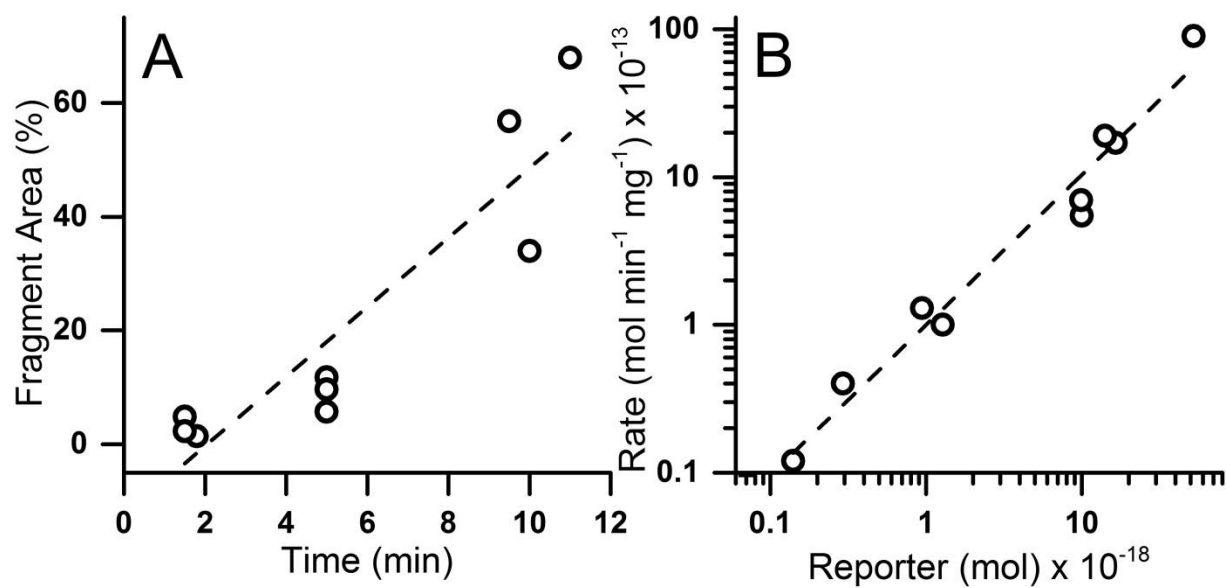 A
Fragment Area (%)
60
40
20
0
0 2 4 6 8 10 12
Time (min)
B
Rate (mol min⁻¹ mg⁻¹) x 10⁻¹³
100
10
1
0.1
0.1 1 10
Reporter (mol) x 10⁻¹⁸